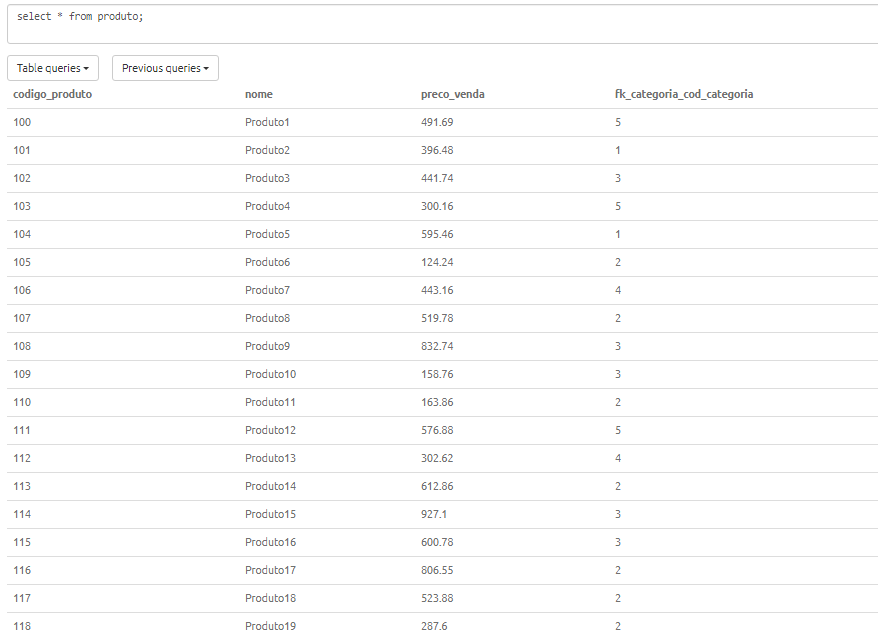 select * from produto;
Table queries Previous queries
codigo_produto nome preco_venda fk_categoria_cod_categoria
100 Produto1 491.69 5
101 Produto2 396.48 1
102 Produto3 441.74 3
103 Produto4 300.16 5
104 Produto5 595.46 1
105 Produto6 124.24 2
106 Produto7 443.16 4
107 Produto8 519.78 2
108 Produto9 832.74 3
109 Produto10 158.76 3
110 Produto11 163.86 2
111 Produto12 576.88 5
112 Produto13 302.62 4
113 Produto14 612.86 2
114 Produto15 927.1 3
115 Produto16 600.78 3
116 Produto17 806.55 2
117 Produto18 523.88 2
118 Produto19 287.6 2